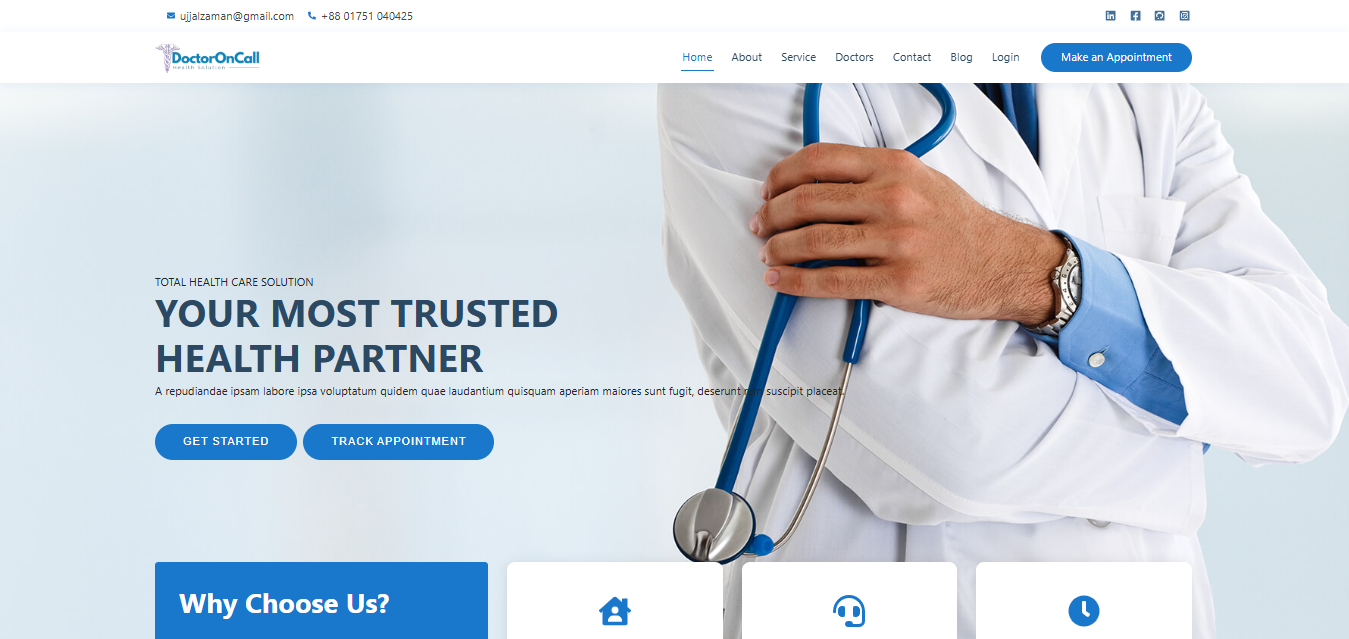 ujjalzaman@gmail.com +88 01751 040425
DoctorOnCall
Health Solution
Home About Service Doctors Contact Blog Login Make an Appointment
TOTAL HEALTH CARE SOLUTION
YOUR MOST TRUSTED
HEALTH PARTNER
A repudiandae ipsam labore ipsa voluptatum quidem quae laudantium quisquam aperiam maiores sunt fugit, deserunt rem suscipit placeat.
GET STARTED TRACK APPOINTMENT
Why Choose Us?